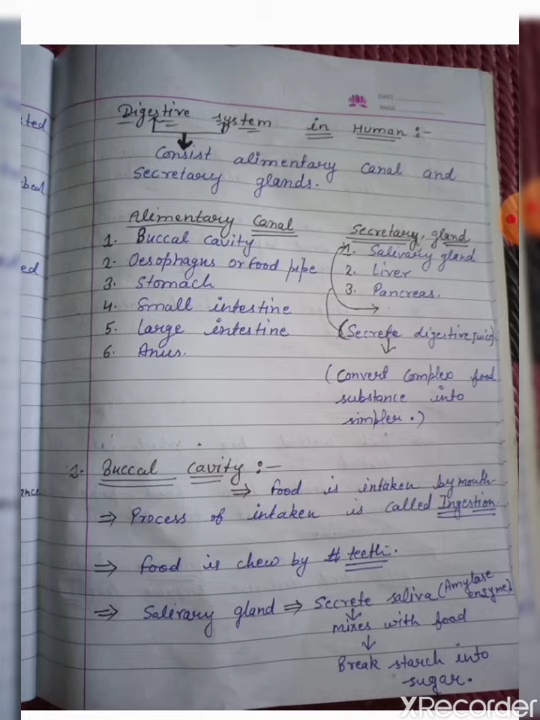 DATE
PAGE
Digestive system in Human :-
Consist alimentary canal and
secretary glands.
Alimentary Canal
1. Buccal cavity
2. Oesophagus or food pipe
3. Stomach
4. Small intestine
5. Large intestine
6. Anus.
Secretary gland
1. Salivary gland
2. Liver
3. Pancreas.
(Secrete digestive juice)
(Convert complex food
substance into
simpler.)
1. Buccal cavity :-
⇒ food is intaken by mouth
⇒ Process of intaken is called Ingestion
⇒ food is chew by # teeth.
⇒ Salivary gland ⇒ Secrete saliva (Amylase
enzyme)
↓
mixes with food
↓
Break starch into
sugar.
XRecorder